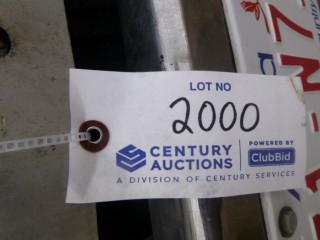 LOT NO
2000
CENTURY
AUCTIONS
POWERED BY
ClubBid
A DIVISION OF CENTURY SERVICES